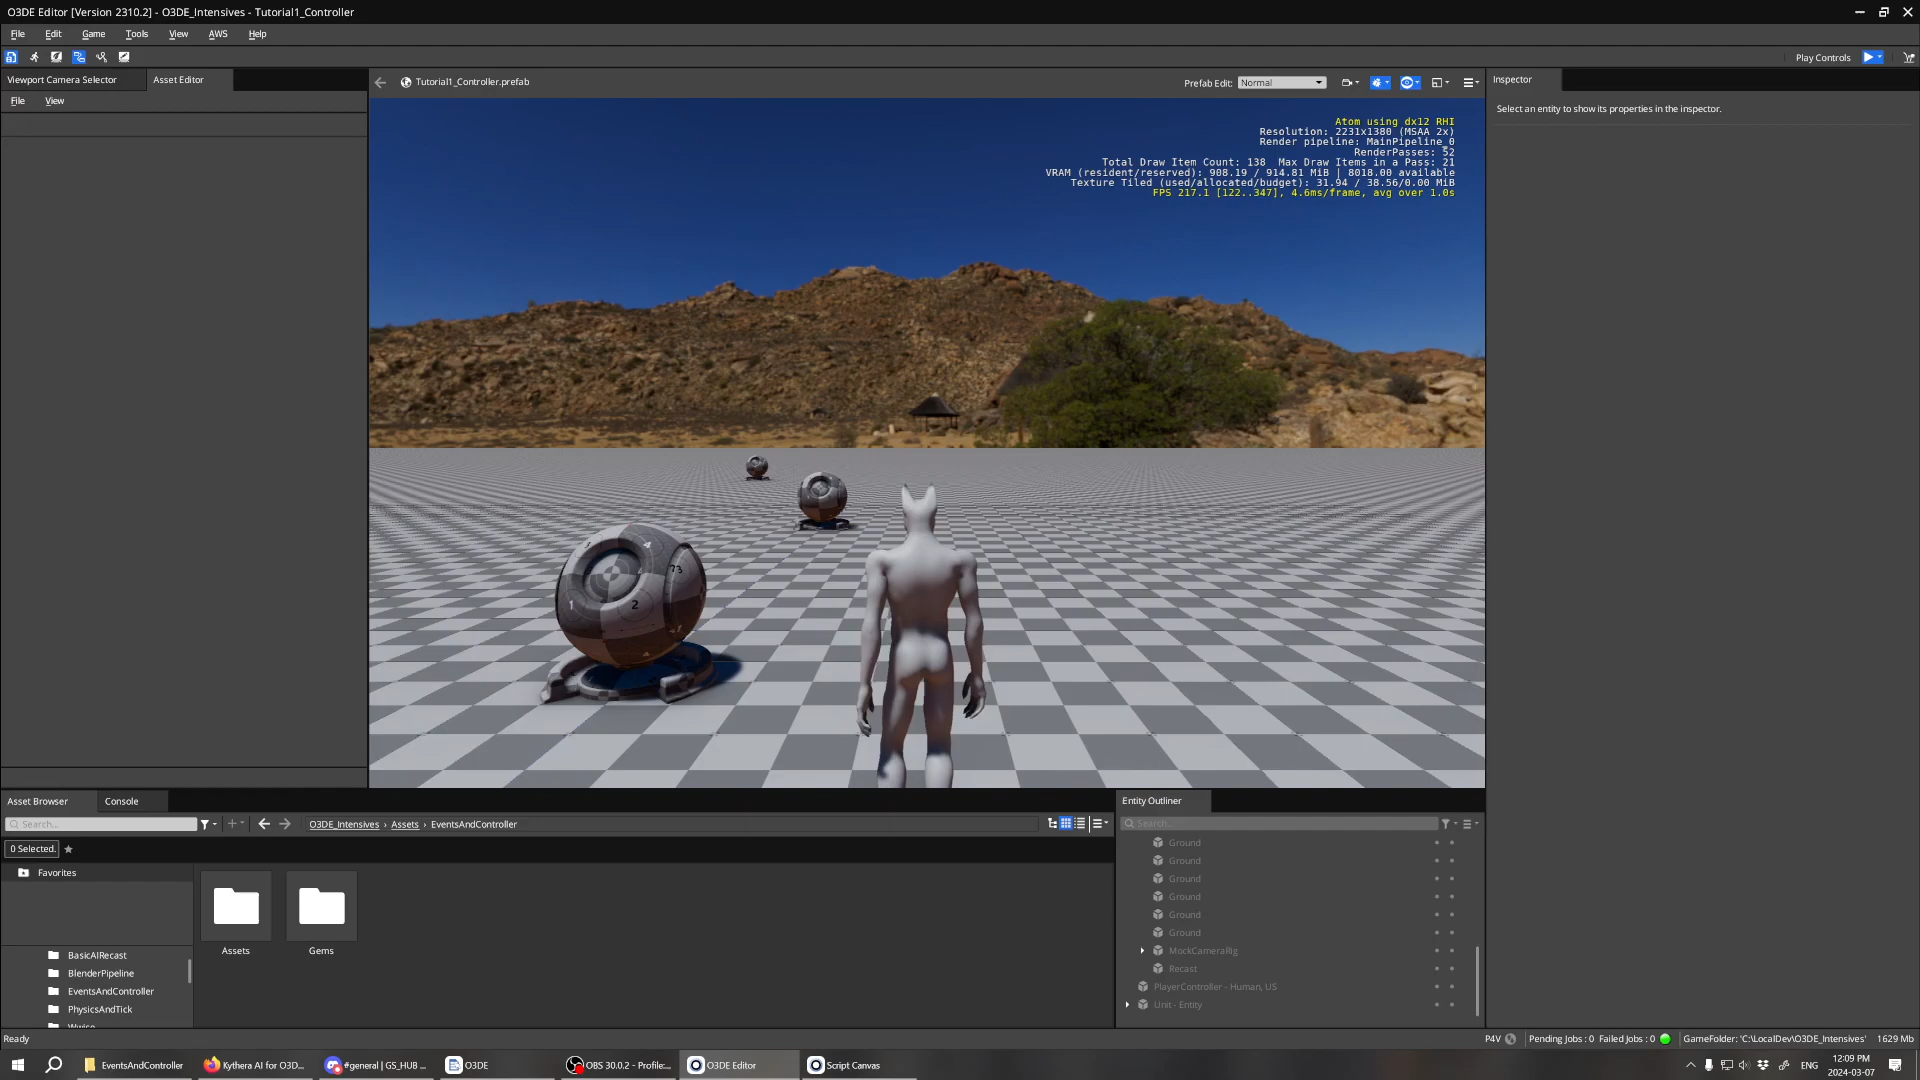 O3DE Editor [Version 2310.2] - O3DE_Intensives - Tutorial1_Controller
File Edit Game Tools View AWS Help
Play Controls
Viewport Camera Selector Asset Editor
File View
Tutorial1_Controller.prefab
Prefab Edit: Normal
Inspector
Select an entity to show its properties in the inspector.
Atom using dx12 RHI
Resolution: 2231x1380 (MSAA 2x)
Render pipeline: MainPipeline_0
RenderPasses: 52
Total Draw Item Count: 138 Max Draw Items in a Pass: 21
VRAM (resident/reserved): 908.19 / 914.81 MiB | 8018.00 available
Texture Tiled (used/allocated/budget): 31.94 / 38.56/0.00 MiB
FPS 217.1 [122..347], 4.6ms/frame, avg over 1.0s
73
1 2
Asset Browser Console
Search...
O3DE_Intensives › Assets › EventsAndController
0 Selected.
Favorites
BasicAIRecast
BlenderPipeline
EventsAndController
PhysicsAndTick
Wwise
Assets Gems
Entity Outliner
Search...
Ground
Ground
Ground
Ground
Ground
Ground
MockCameraRig
Recast
PlayerController - Human, US
Unit - Entity
Ready
P4V Pending Jobs : 0 Failed Jobs : 0 GameFolder: 'C:\LocalDev\O3DE_Intensives' 1629 Mb
EventsAndController Kythera AI for O3D... #general | GS_HUB ... O3DE OBS 30.0.2 - Profile:... O3DE Editor Script Canvas
ENG 12:09 PM
2024-03-07